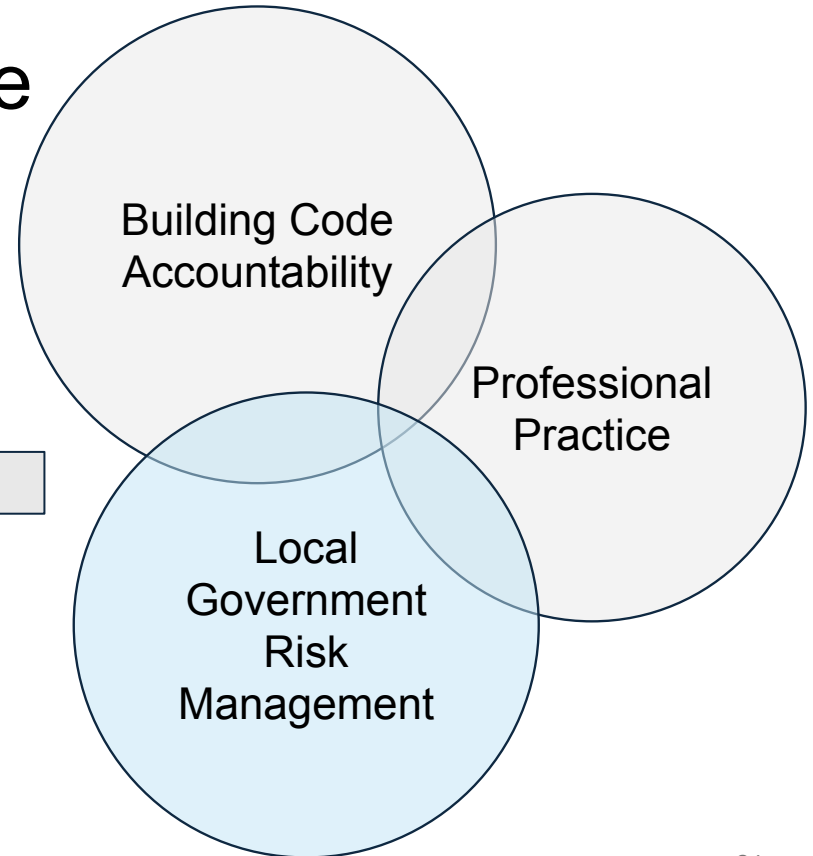 e
Building Code
Accountability
Professional
Practice
Local
Government
Risk
Management